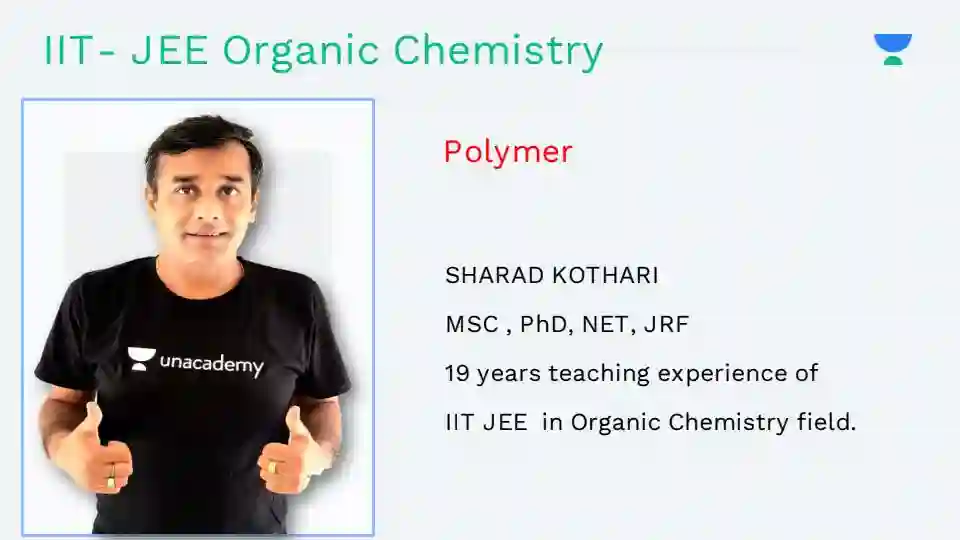 IIT- JEE Organic Chemistry
Polymer
SHARAD KOTHARI
MSC , PhD, NET, JRF
19 years teaching experience of
IIT JEE  in Organic Chemistry field.
unacademy